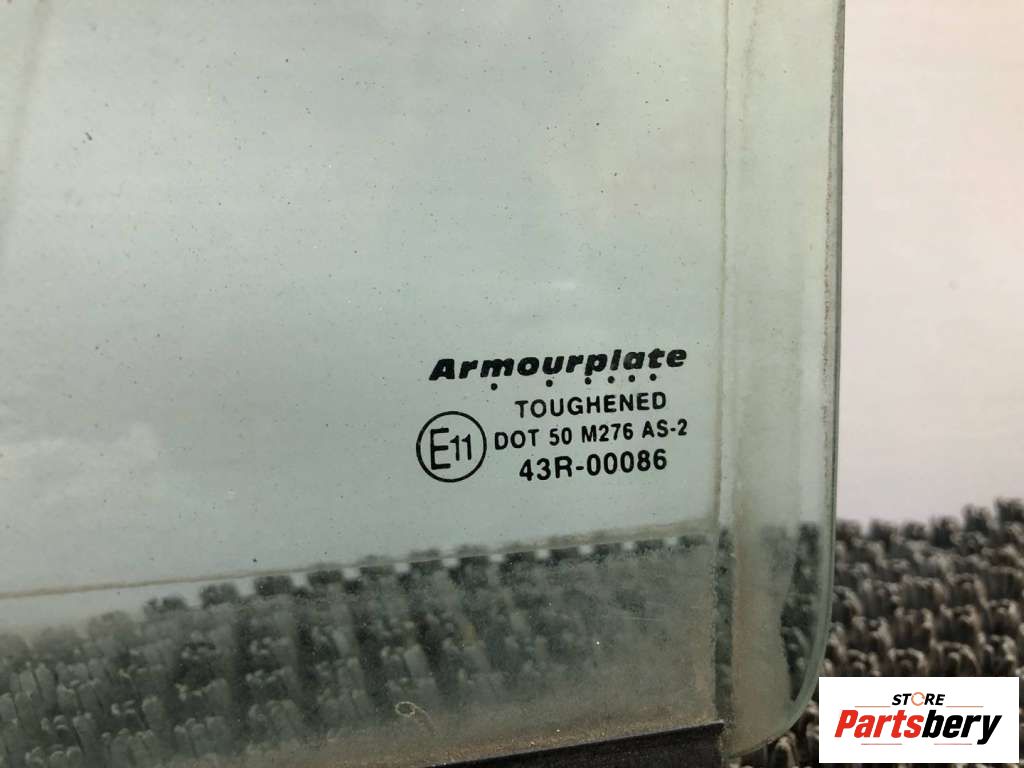 Armourplate
TOUGHENED
E11
DOT 50 M276 AS-2
43R-00086
STORE
Partsbery